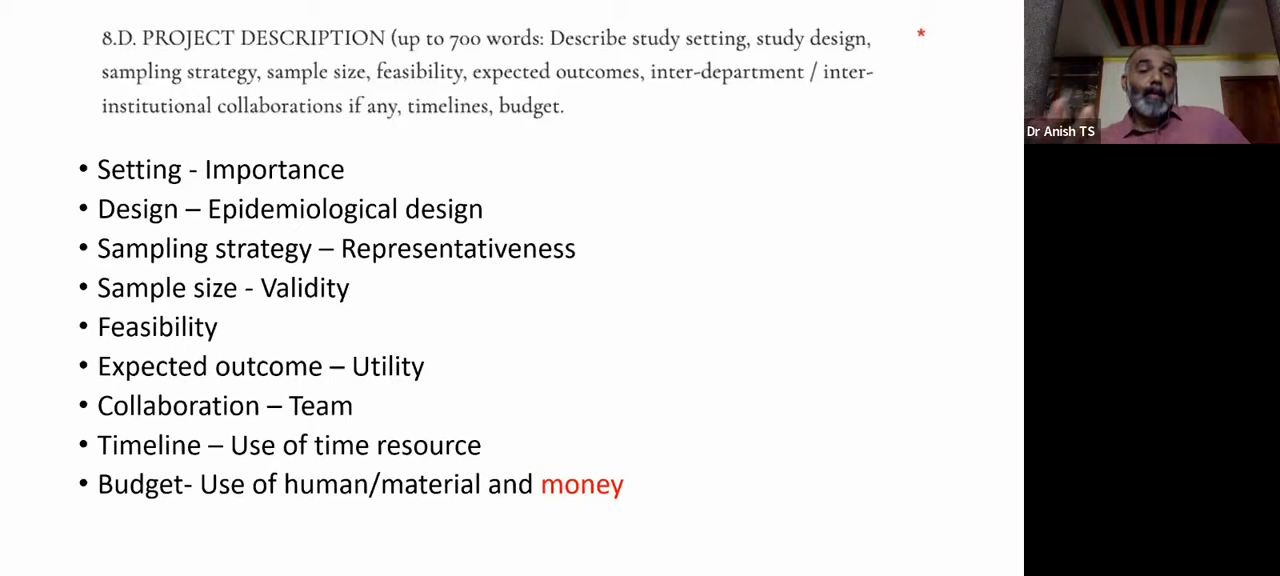 8.D. PROJECT DESCRIPTION (up to 700 words: Describe study setting, study design, *
sampling strategy, sample size, feasibility, expected outcomes, inter-department / inter-
institutional collaborations if any, timelines, budget.
• Setting - Importance
• Design – Epidemiological design
• Sampling strategy – Representativeness
• Sample size - Validity
• Feasibility
• Expected outcome – Utility
• Collaboration – Team
• Timeline – Use of time resource
• Budget- Use of human/material and money
Dr Anish TS